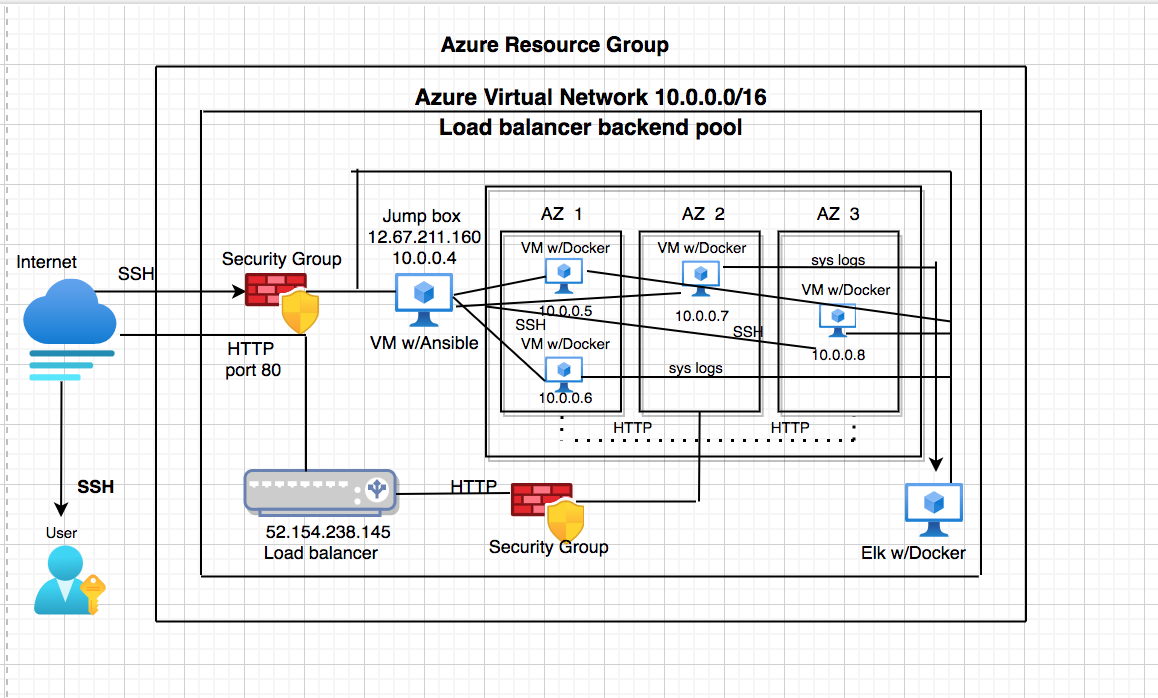 Azure Resource Group
Azure Virtual Network 10.0.0.0/16
Load balancer backend pool
Internet
SSH
Security Group
HTTP
port 80
Jump box
12.67.211.160
10.0.0.4
VM w/Ansible
AZ 1
VM w/Docker
10.0.0.5
SSH
VM w/Docker
10.0.0.6
AZ 2
VM w/Docker
10.0.0.7
SSH
sys logs
AZ 3
sys logs
VM w/Docker
10.0.0.8
HTTP
HTTP
SSH
User
52.154.238.145
Load balancer
HTTP
Security Group
Elk w/Docker